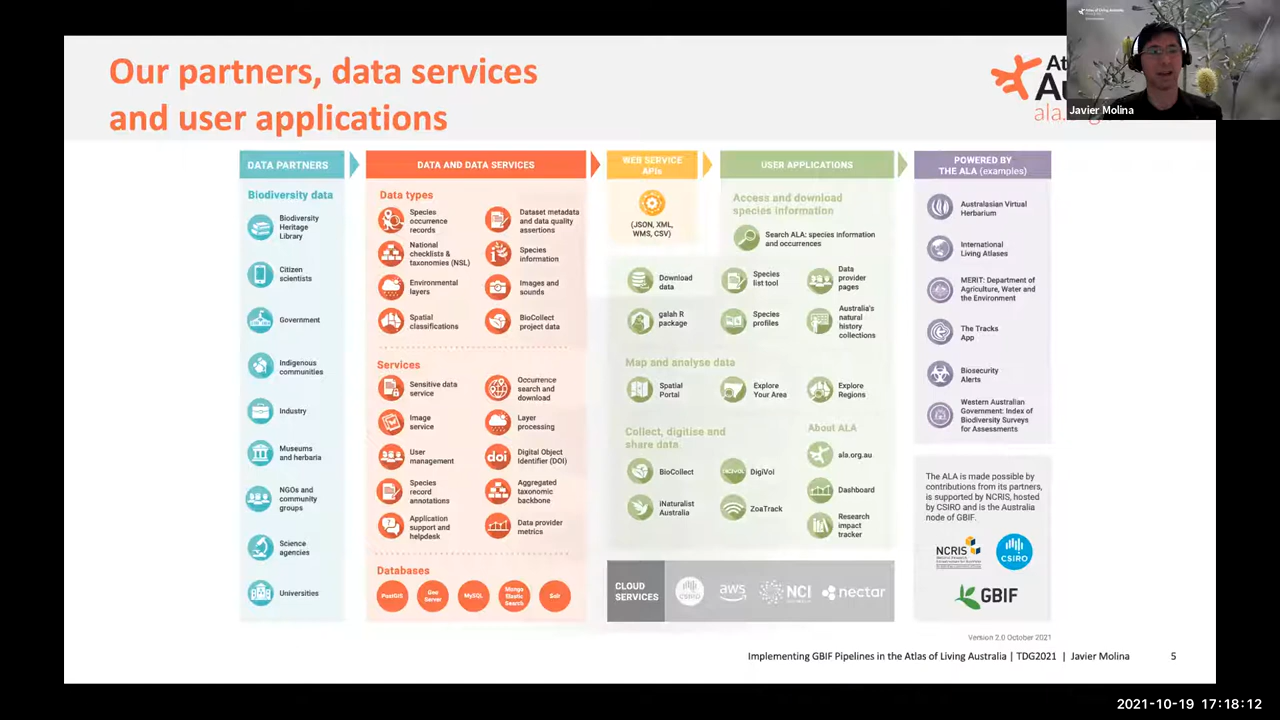 Our partners, data services
and user applications
Javier Molina
DATA PARTNERS
Biodiversity data
Biodiversity
Heritage
Library
Citizen
scientists
Government
Indigenous
communities
Industry
Museums
and herbaria
NGOs and
community
groups
Science
agencies
Universities
DATA AND DATA SERVICES
Data types
Species
occurrence
records
Dataset metadata
and data quality
assertions
National
checklists &
taxonomies (NSL)
Species
information
Environmental
layers
Images and
sounds
Spatial
classifications
BioCollect
project data
Services
Sensitive data
service
Occurrence
search and
download
Image
service
Layer
processing
User
management
doi
Digital Object
Identifier (DOI)
Species
record
annotations
Aggregated
taxonomic
backbone
Application
support and
helpdesk
Data provider
metrics
Databases
PostGIS
Geo
Server
MySQL
Mongo
Elastic
Search
Solr
WEB SERVICE
APIs
(JSON, XML,
WMS, CSV)
USER APPLICATIONS
Access and download
species information
Search ALA: species information
and occurrences
Download
data
Species
list tool
Data
provider
pages
galah R
package
Species
profiles
Australia's
natural
history
collections
Map and analyse data
Spatial
Portal
Explore
Your Area
Explore
Regions
Collect, digitise and
share data
BioCollect
DigiVol
iNaturalist
Australia
ZoaTrack
About ALA
ala.org.au
Dashboard
Research
impact
tracker
CLOUD
SERVICES
CSIRO
aws
NCI
nectar
POWERED BY
THE ALA (examples)
Australasian Virtual
Herbarium
International
Living Atlases
MERIT: Department of
Agriculture, Water and
the Environment
The Tracks
App
Biosecurity
Alerts
Western Australian
Government: Index of
Biodiversity Surveys
for Assessments
The ALA is made possible by
contributions from its partners,
is supported by NCRIS, hosted
by CSIRO and is the Australia
node of GBIF.
NCRIS
CSIRO
GBIF
Version 2.0 October 2021
Implementing GBIF Pipelines in the Atlas of Living Australia | TDG2021 | Javier Molina
5
2021-10-19 17:18:12